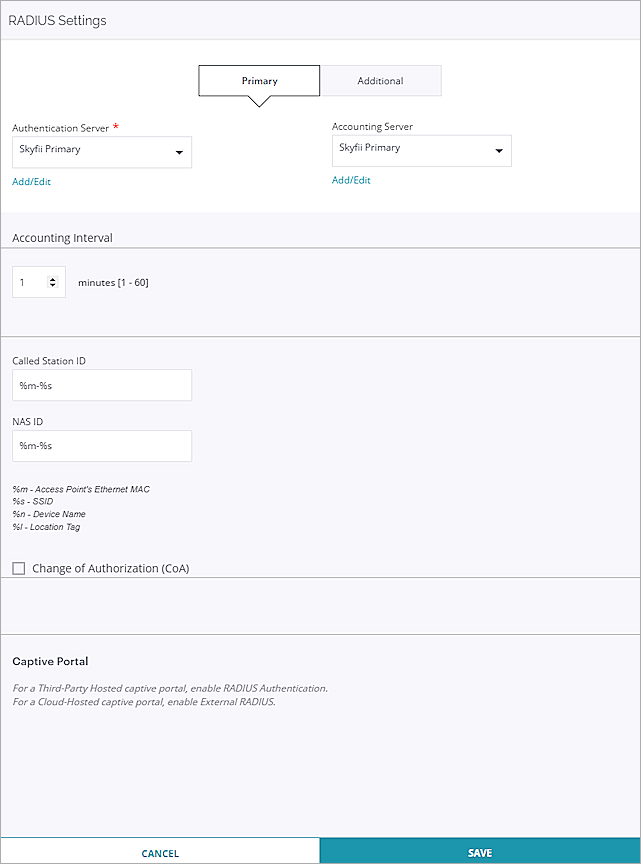 RADIUS Settings
Primary
Additional
Authentication Server *
Accounting Server
Skyfii Primary
Skyfii Primary
Add/Edit
Add/Edit
Accounting Interval
1
minutes [1 - 60]
Called Station ID
%m-%s
NAS ID
%m-%s
%m - Access Point's Ethernet MAC
%s - SSID
%n - Device Name
%l - Location Tag
Change of Authorization (CoA)
Captive Portal
For a Third-Party Hosted captive portal, enable RADIUS Authentication.
For a Cloud-Hosted captive portal, enable External RADIUS.
CANCEL
SAVE